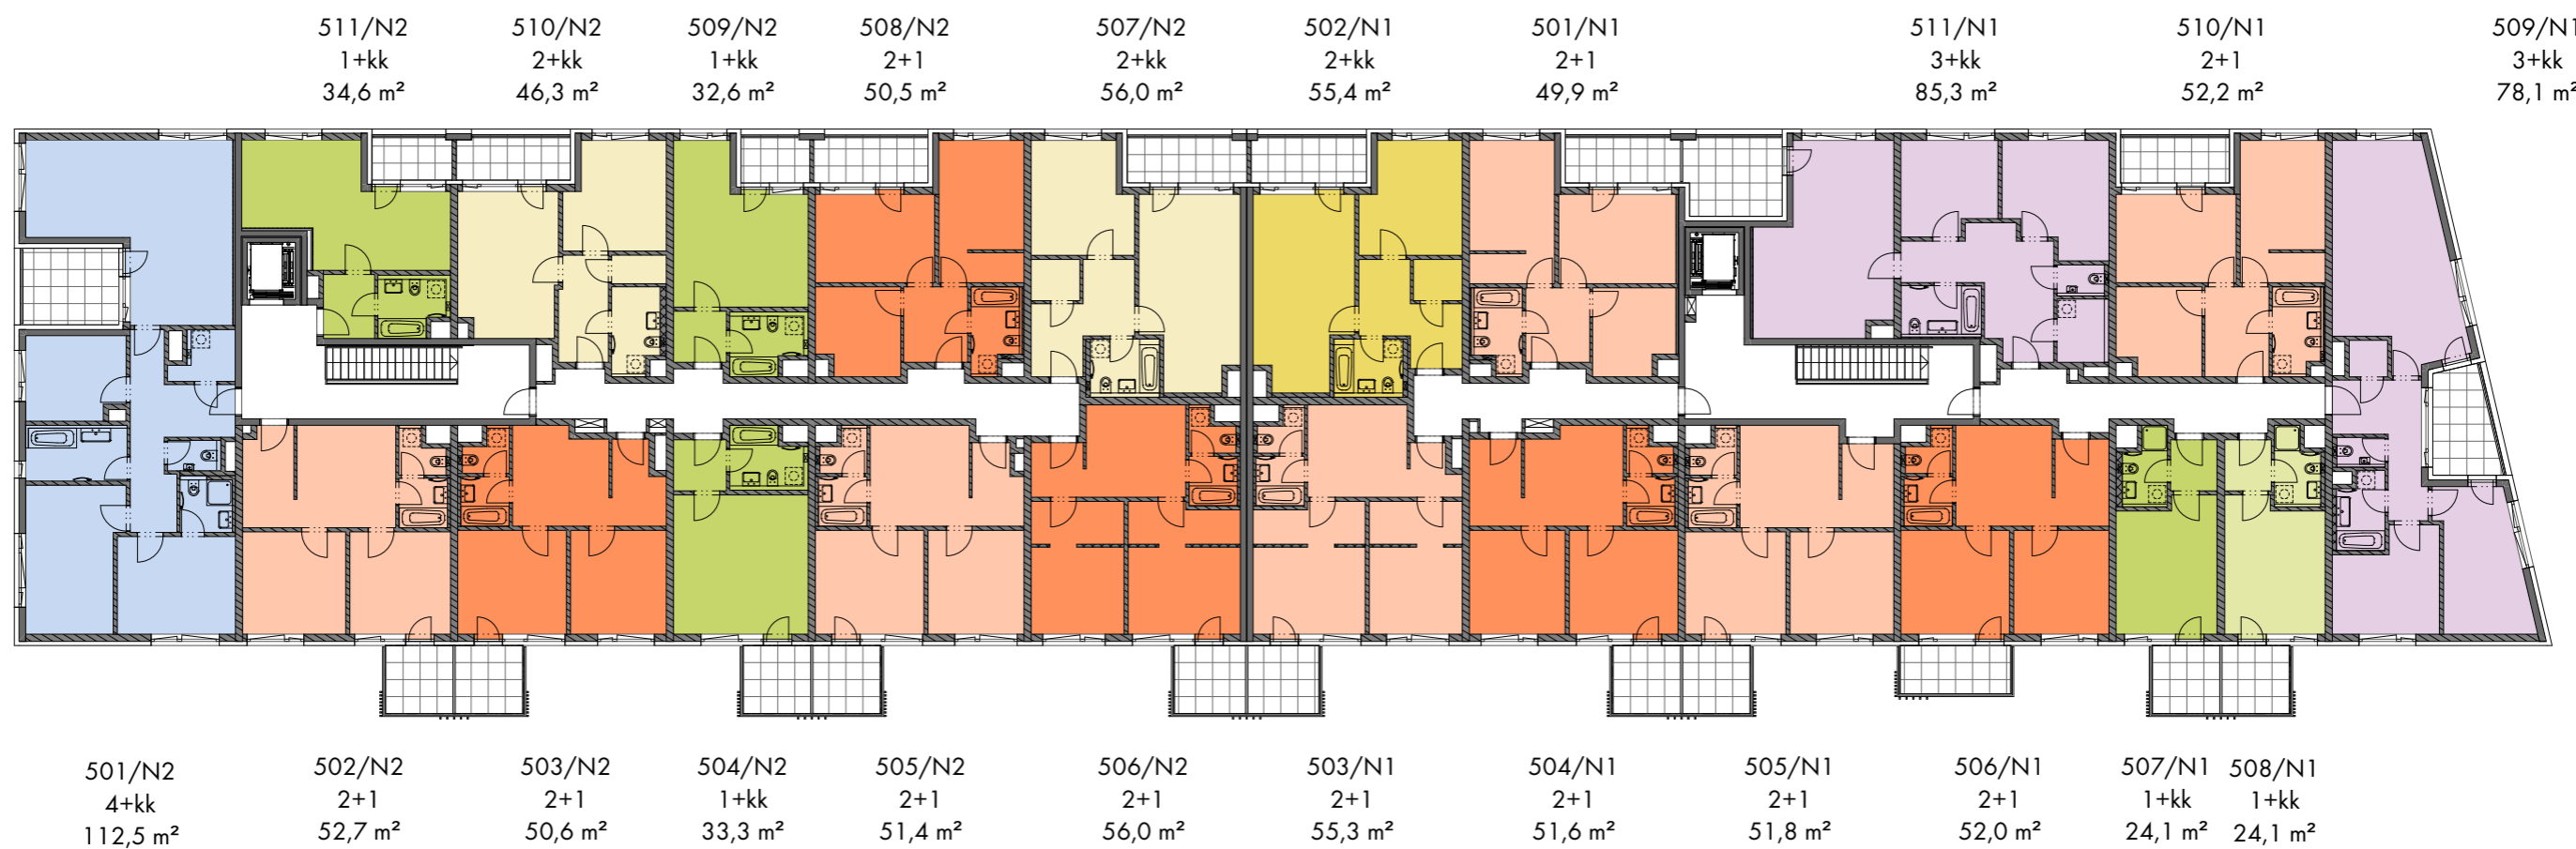 511/N2
1+kk
34,6 m²
510/N2
2+kk
46,3 m²
509/N2
1+kk
32,6 m²
508/N2
2+1
50,5 m²
507/N2
2+kk
56,0 m²
502/N1
2+kk
55,4 m²
501/N1
2+1
49,9 m²
511/N1
3+kk
85,3 m²
510/N1
2+1
52,2 m²
509/N1
3+kk
78,1 m²
501/N2
4+kk
112,5 m²
502/N2
2+1
52,7 m²
503/N2
2+1
50,6 m²
504/N2
1+kk
33,3 m²
505/N2
2+1
51,4 m²
506/N2
2+1
56,0 m²
503/N1
2+1
55,3 m²
504/N1
2+1
51,6 m²
505/N1
2+1
51,8 m²
506/N1
2+1
52,0 m²
507/N1
1+kk
24,1 m²
508/N1
1+kk
24,1 m²